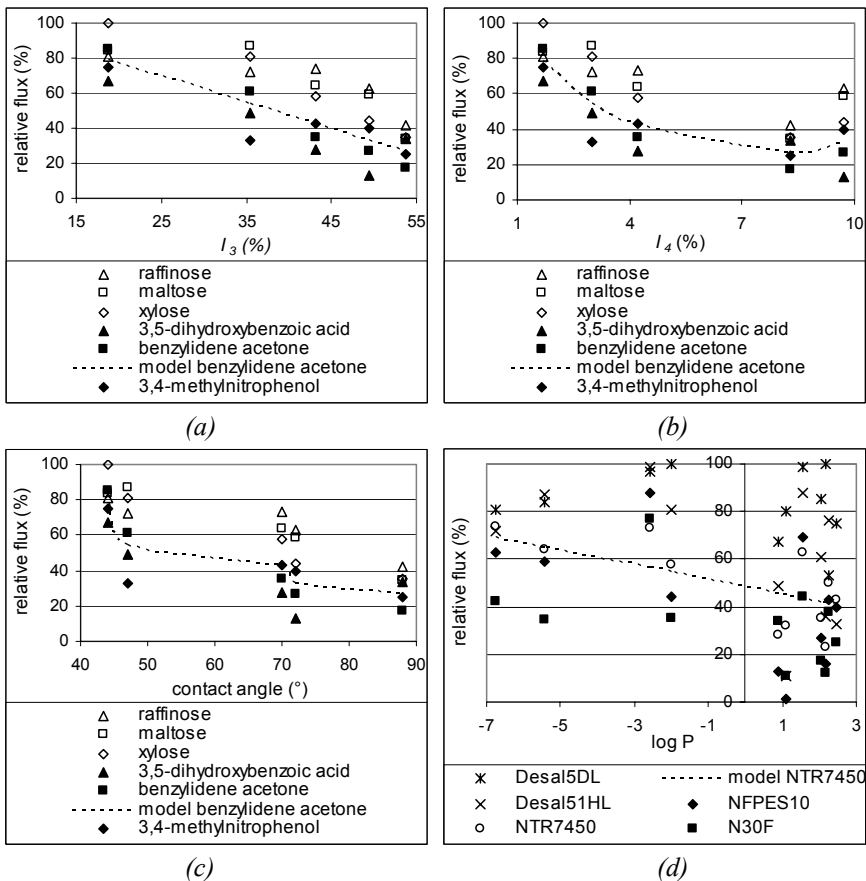 100
80
60
40
20
0
relative flux (%)
15 25 35 45 55
I_3 (%)
raffinose
maltose
xylose
3,5-dihydroxybenzoic acid
benzylidene acetone
model benzylidene acetone
3,4-methylnitrophenol
(a)
100
80
60
40
20
0
relative flux (%)
1 4 7 10
I_4 (%)
raffinose
maltose
xylose
3,5-dihydroxybenzoic acid
benzylidene acetone
model benzylidene acetone
3,4-methylnitrophenol
(b)
100
80
60
40
20
0
relative flux (%)
40 50 60 70 80 90
contact angle (°)
raffinose
maltose
xylose
3,5-dihydroxybenzoic acid
benzylidene acetone
model benzylidene acetone
3,4-methylnitrophenol
(c)
100
80
60
40
20
0
relative flux (%)
-7 -5 -3 -1 1 3
log P
Desal5DL model NTR7450
Desal51HL NFPES10
NTR7450 N30F
(d)